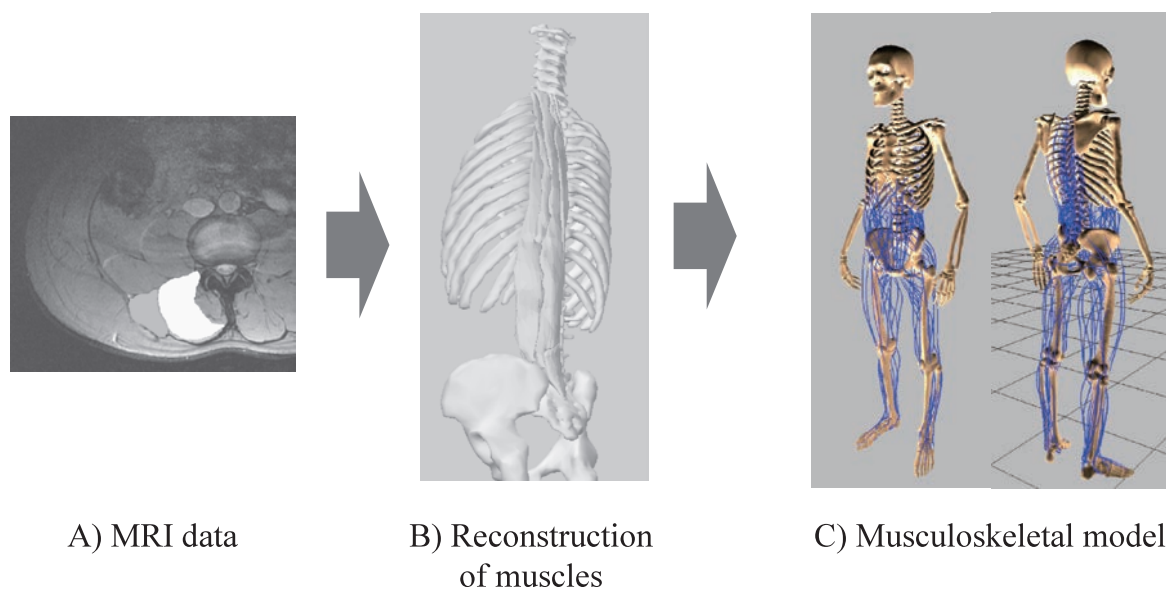 A) MRI data
B) Reconstruction
of muscles
C) Musculoskeletal model